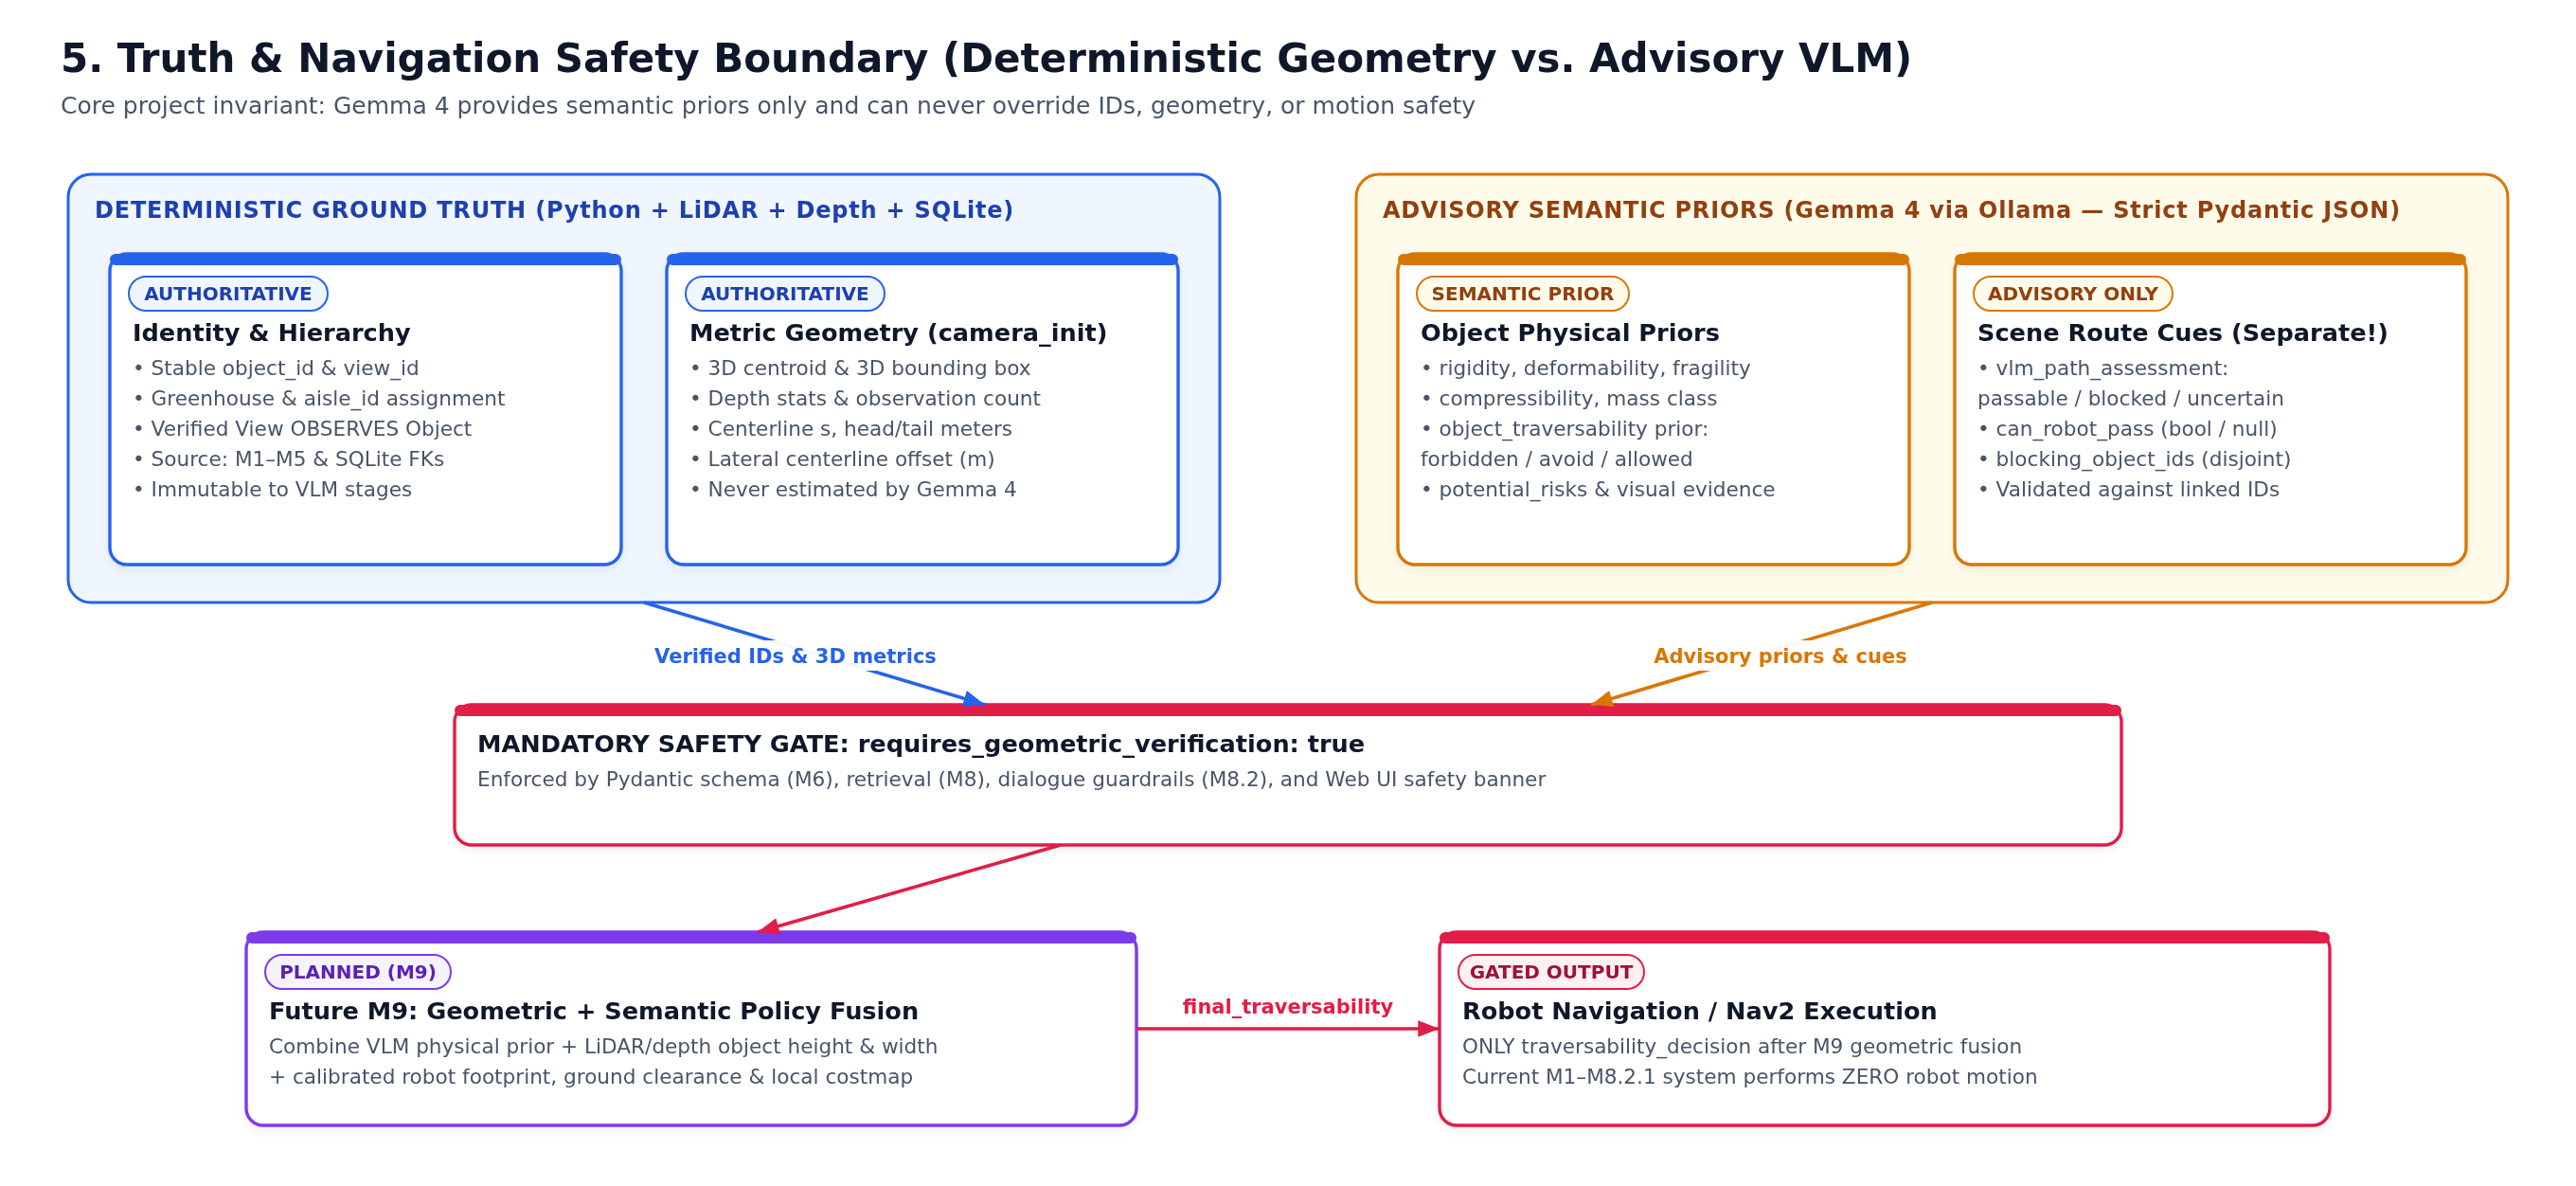 5. Truth & Navigation Safety Boundary (Deterministic Geometry vs. Advisory VLM)
Core project invariant: Gemma 4 provides semantic priors only and can never override IDs, geometry, or motion safety
DETERMINISTIC GROUND TRUTH (Python + LiDAR + Depth + SQLite)
AUTHORITATIVE
Identity & Hierarchy
• Stable object_id & view_id
• Greenhouse & aisle_id assignment
• Verified View OBSERVES Object
• Source: M1–M5 & SQLite FKs
• Immutable to VLM stages
AUTHORITATIVE
Metric Geometry (camera_init)
• 3D centroid & 3D bounding box
• Depth stats & observation count
• Centerline s, head/tail meters
• Lateral centerline offset (m)
• Never estimated by Gemma 4
ADVISORY SEMANTIC PRIORS (Gemma 4 via Ollama — Strict Pydantic JSON)
SEMANTIC PRIOR
Object Physical Priors
• rigidity, deformability, fragility
• compressibility, mass class
• object_traversability prior:
forbidden / avoid / allowed
• potential_risks & visual evidence
ADVISORY ONLY
Scene Route Cues (Separate!)
• vlm_path_assessment:
passable / blocked / uncertain
• can_robot_pass (bool / null)
• blocking_object_ids (disjoint)
• Validated against linked IDs
Verified IDs & 3D metrics
Advisory priors & cues
MANDATORY SAFETY GATE: requires_geometric_verification: true
Enforced by Pydantic schema (M6), retrieval (M8), dialogue guardrails (M8.2), and Web UI safety banner
PLANNED (M9)
Future M9: Geometric + Semantic Policy Fusion
Combine VLM physical prior + LiDAR/depth object height & width
+ calibrated robot footprint, ground clearance & local costmap
final_traversability
GATED OUTPUT
Robot Navigation / Nav2 Execution
ONLY traversability_decision after M9 geometric fusion
Current M1–M8.2.1 system performs ZERO robot motion